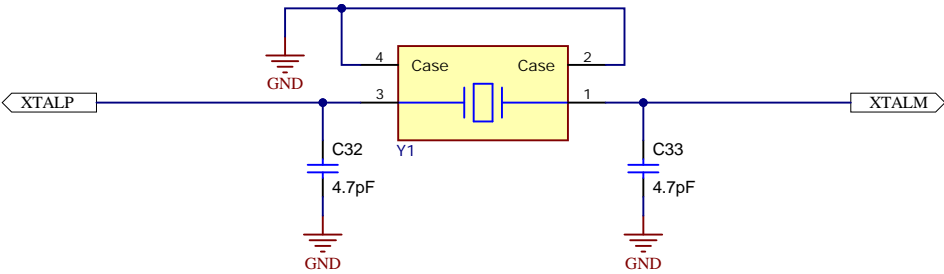 4
Case
Case
2
GND
XTALP
3
1
XTALM
Y1
C32
4.7pF
C33
4.7pF
GND
GND